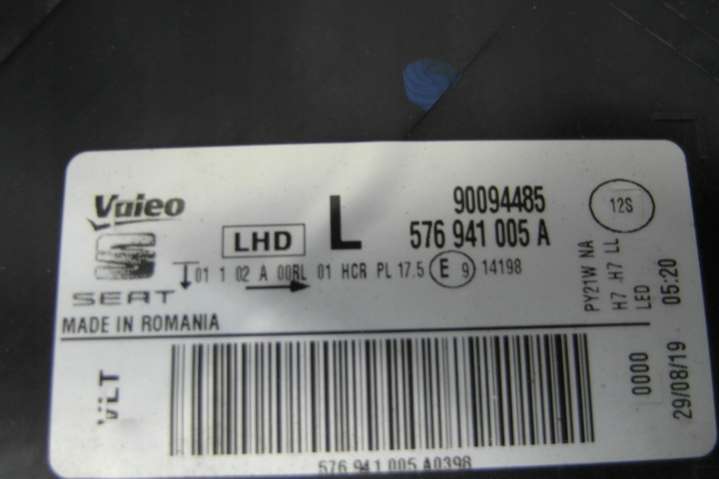 Valeo
SEAT
LHD
L
90094485
576 941 005 A
12S
01 1 02 A 00RL 01 HCR PL 17.5 E 9 14198
MADE IN ROMANIA
PY21W NA
H7 .H7 LL
LED 05:20
0000 29/08/19
VLT
576 941 005 A0398